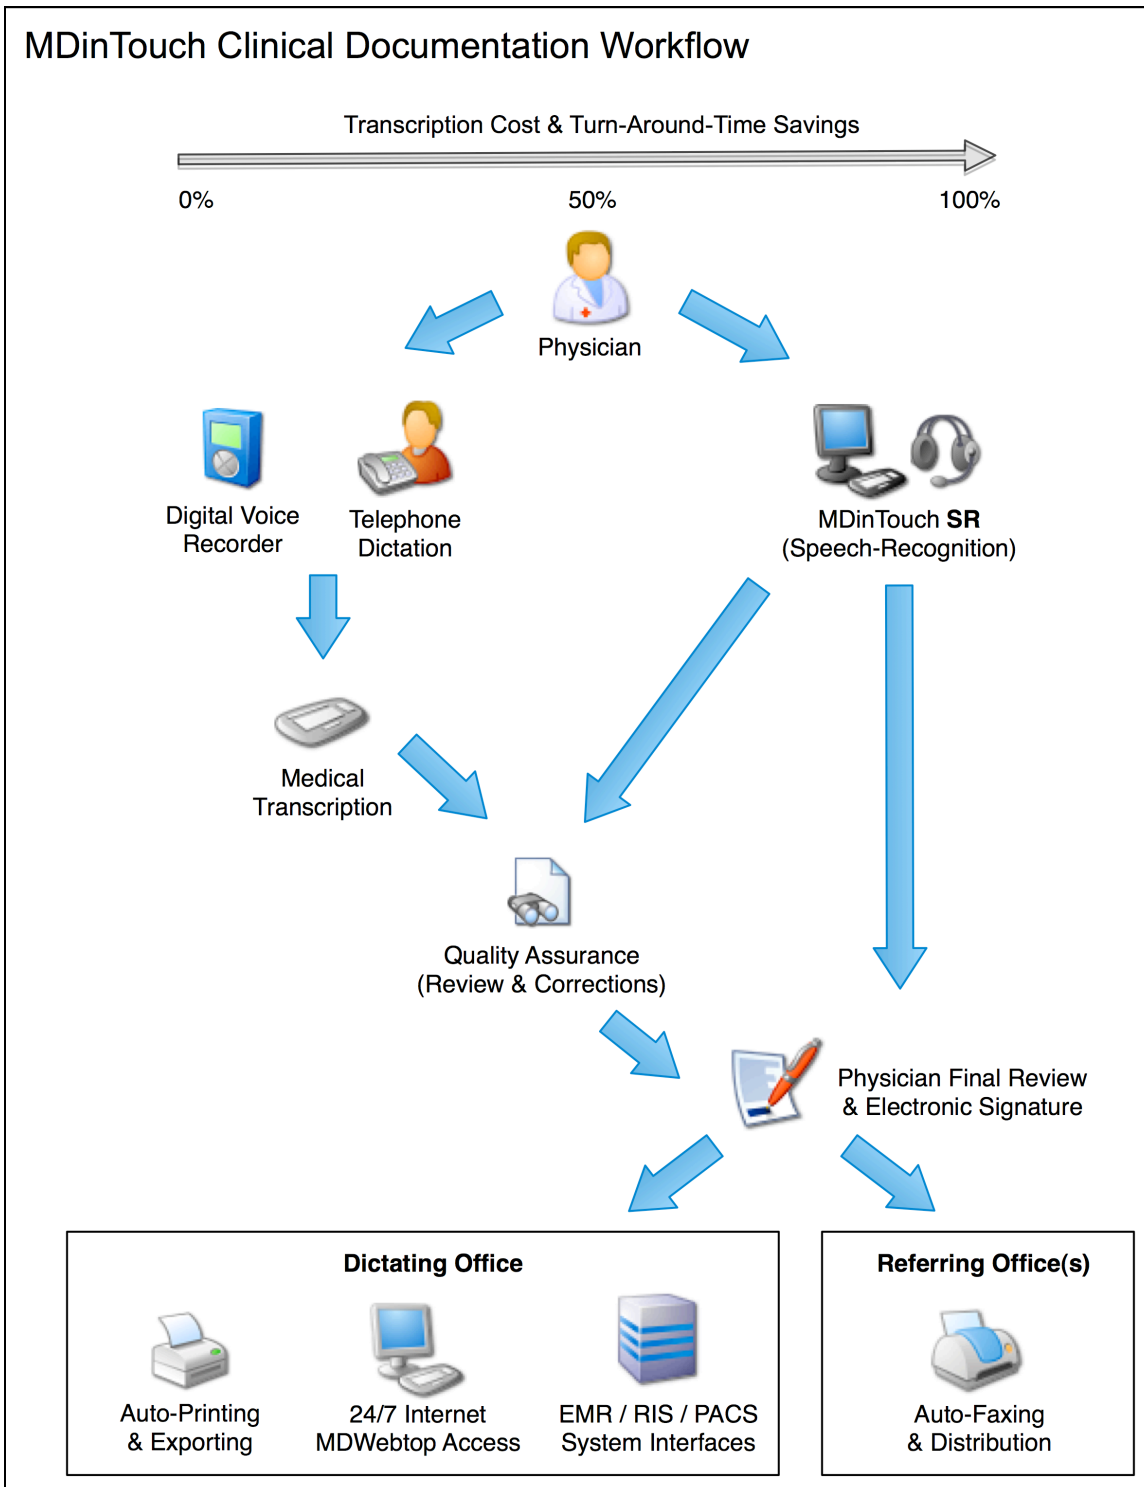 MDinTouch Clinical Documentation Workflow
Transcription Cost & Turn-Around-Time Savings
0%
50%
100%
Physician
Digital Voice
Recorder
Telephone
Dictation
MDinTouch SR
(Speech-Recognition)
Medical
Transcription
Quality Assurance
(Review & Corrections)
Physician Final Review
& Electronic Signature
Dictating Office
Auto-Printing
& Exporting
24/7 Internet
MDWebtop Access
EMR / RIS / PACS
System Interfaces
Referring Office(s)
Auto-Faxing
& Distribution